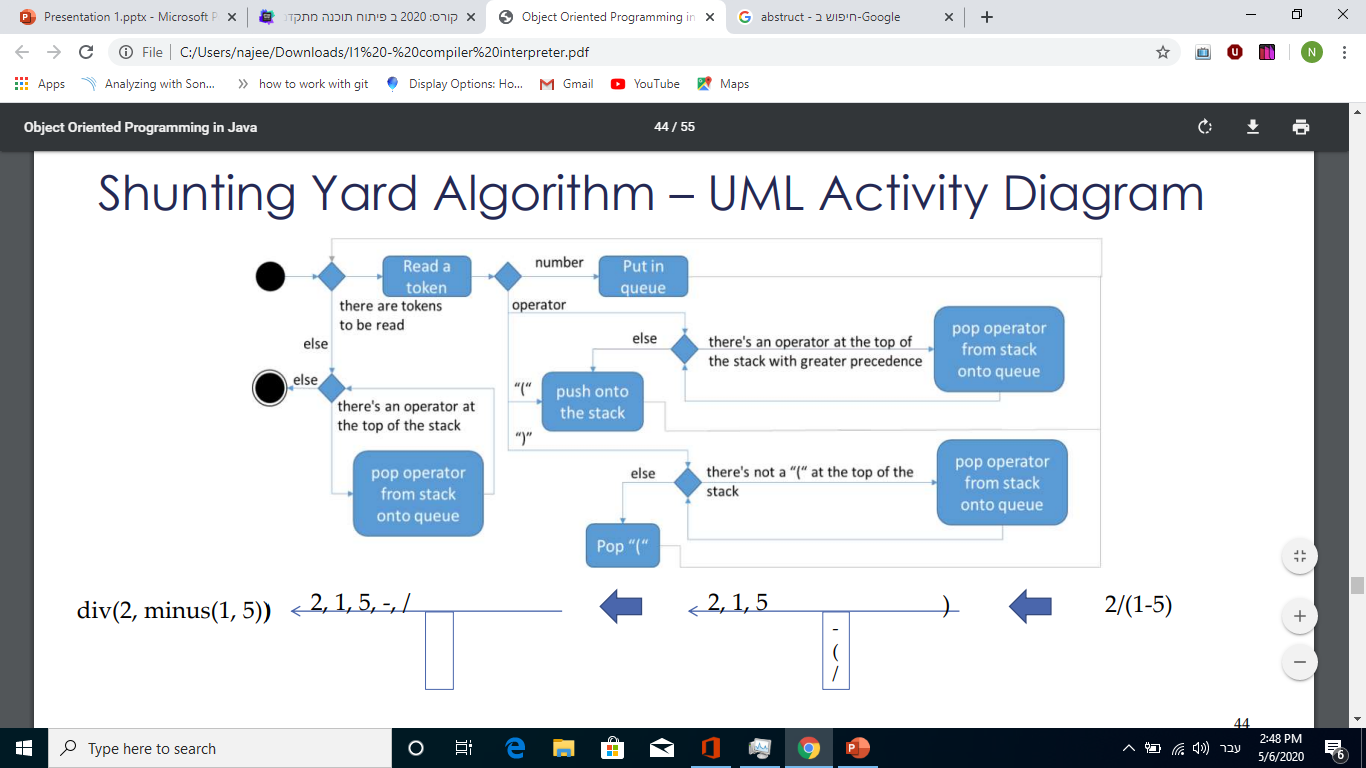 Presentation 1.pptx - Microsoft P
קורס: 2020 ב פיתוח תוכנה מתקדמ
Object Oriented Programming in
abstruct - חיפוש ב-Google
File
C:/Users/najee/Downloads/l1%20-%20compiler%20interpreter.pdf
N
Apps
Analyzing with Son...
how to work with git
Display Options: Ho...
Gmail
YouTube
Maps
Object Oriented Programming in Java
44 / 55
Shunting Yard Algorithm – UML Activity Diagram
Read a
token
number
Put in
queue
there are tokens
to be read
operator
else
there's an operator at the top of
the stack with greater precedence
pop operator
from stack
onto queue
else
else
there's an operator at
the top of the stack
"("
push onto
the stack
")"
pop operator
from stack
onto queue
else
there's not a "(" at the top of the
stack
pop operator
from stack
onto queue
Pop "("
div(2, minus(1, 5))
2, 1, 5, -, /
2, 1, 5
)
2/(1-5)
-
(
/
44
Type here to search
עבר
2:48 PM
5/6/2020
6